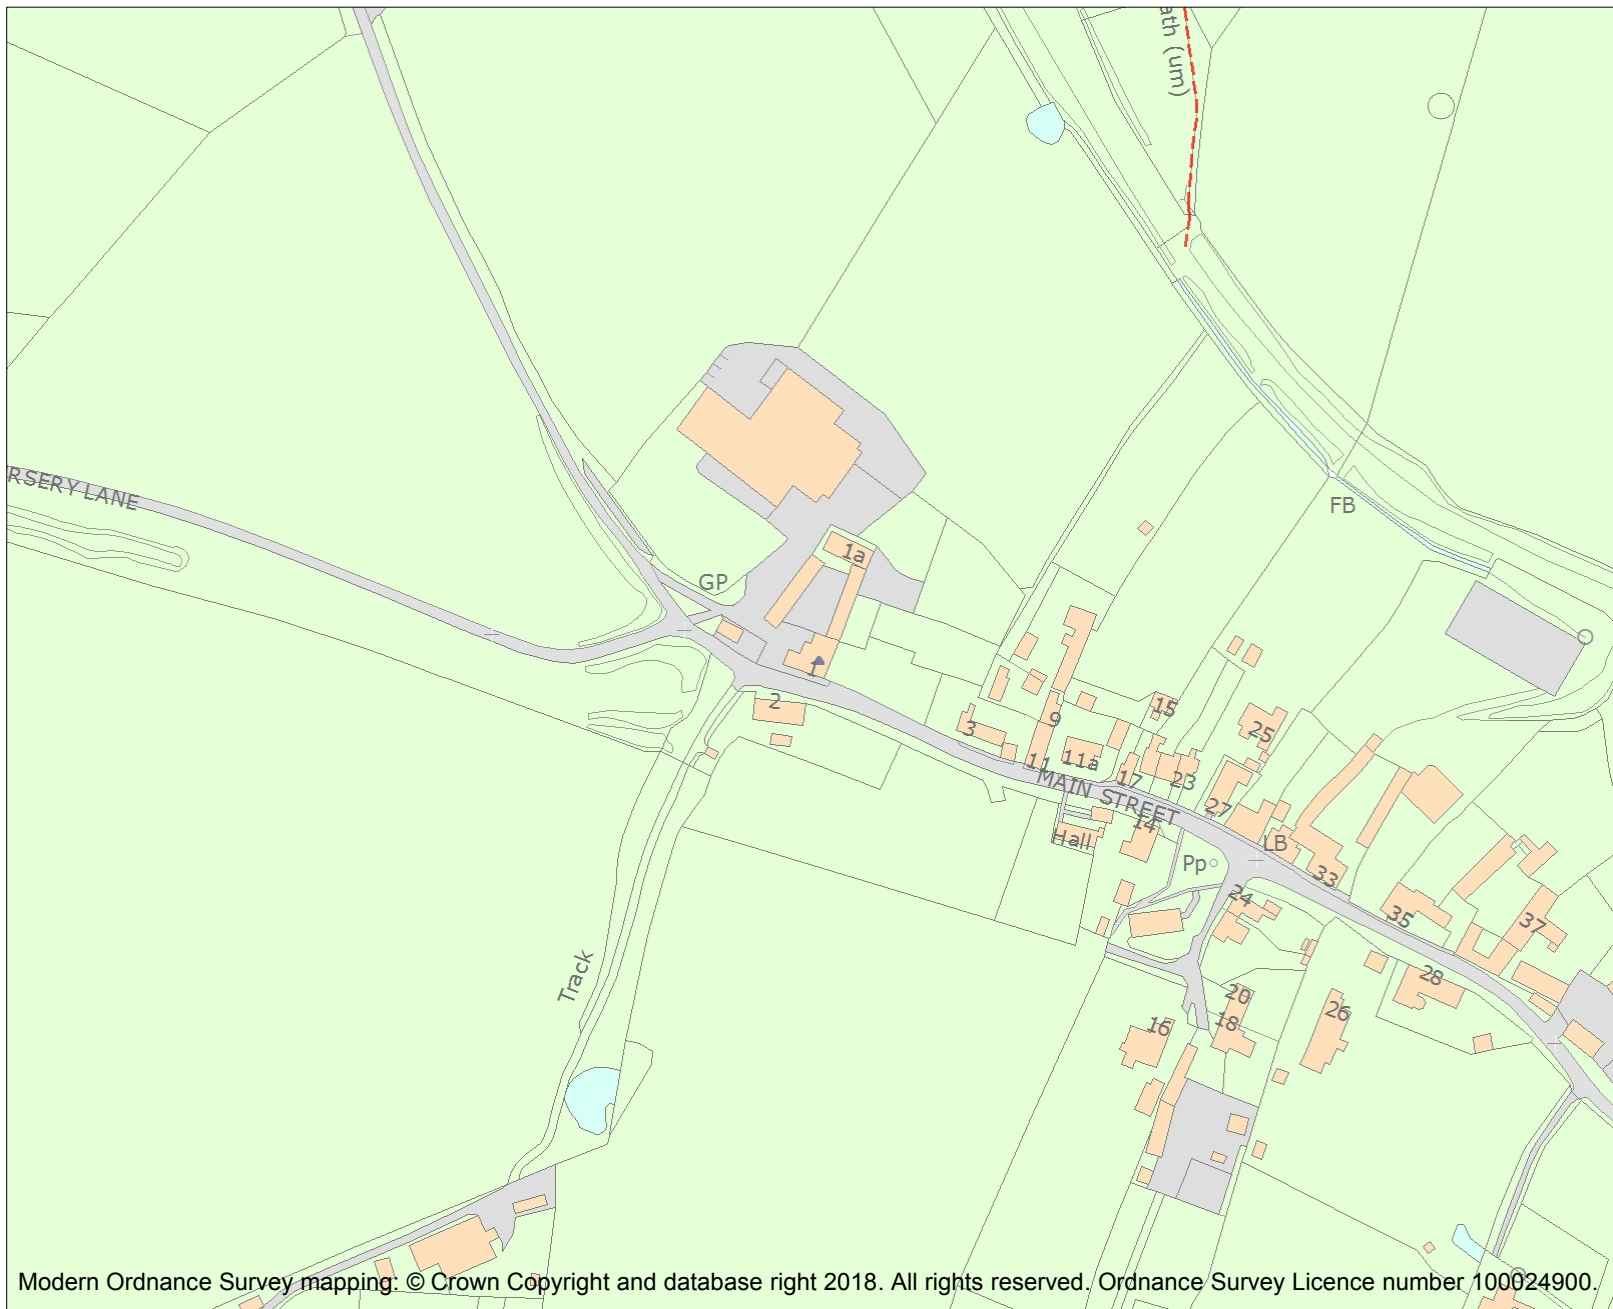 ath (um)
RSERY LANE
FB
GP
1a
1
2
3
9
15
25
11
11a
17
23
MAIN STREET
27
14
Hall
LB
Pp
33
24
35
37
28
Track
20
18
26
16
Modern Ordnance Survey mapping: © Crown Copyright and database right 2018. All rights reserved. Ordnance Survey Licence number 100024900.